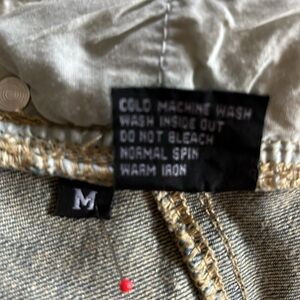 COLD MACHINE WASH
WASH INSIDE OUT
DO NOT BLEACH
NORMAL SPIN
WARM IRON
M